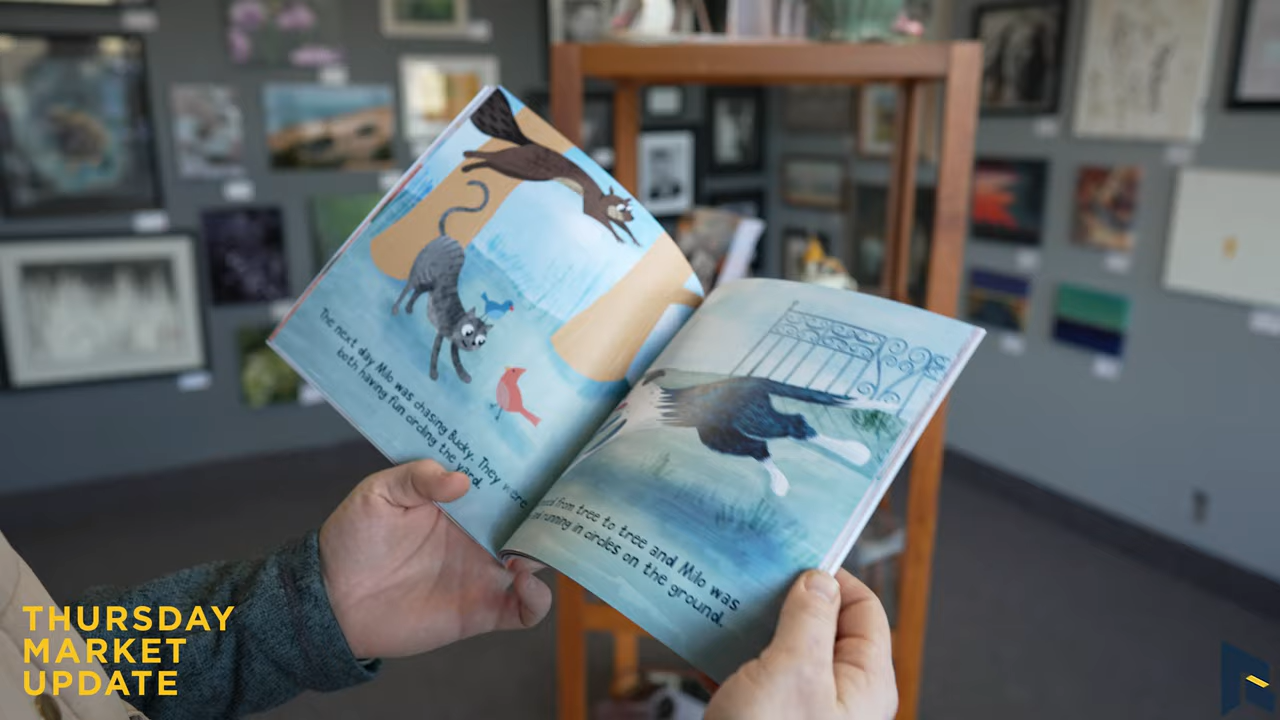 The next day Milo was chasing Bucky. They were
both having fun circling the yard.
from tree to tree and Milo was
running in circles on the ground.
THURSDAY
MARKET
UPDATE